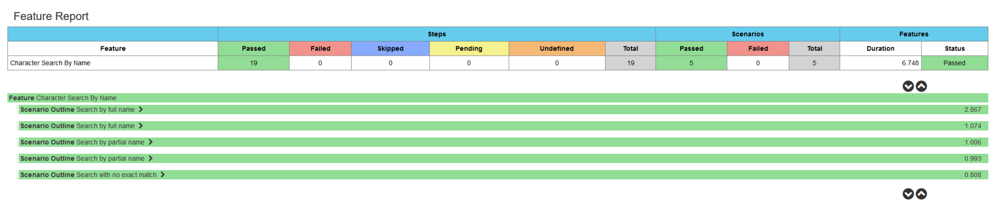 Feature Report
Steps Scenarios Features
Feature Passed Failed Skipped Pending Undefined Total Passed Failed Total Duration Status
Character Search By Name 19 0 0 0 0 19 5 0 5 6.748 Passed
Feature Character Search By Name
Scenario Outline Search by full name 2.867
Scenario Outline Search by full name 1.074
Scenario Outline Search by partial name 1.006
Scenario Outline Search by partial name 0.993
Scenario Outline Search with no exact match 0.808